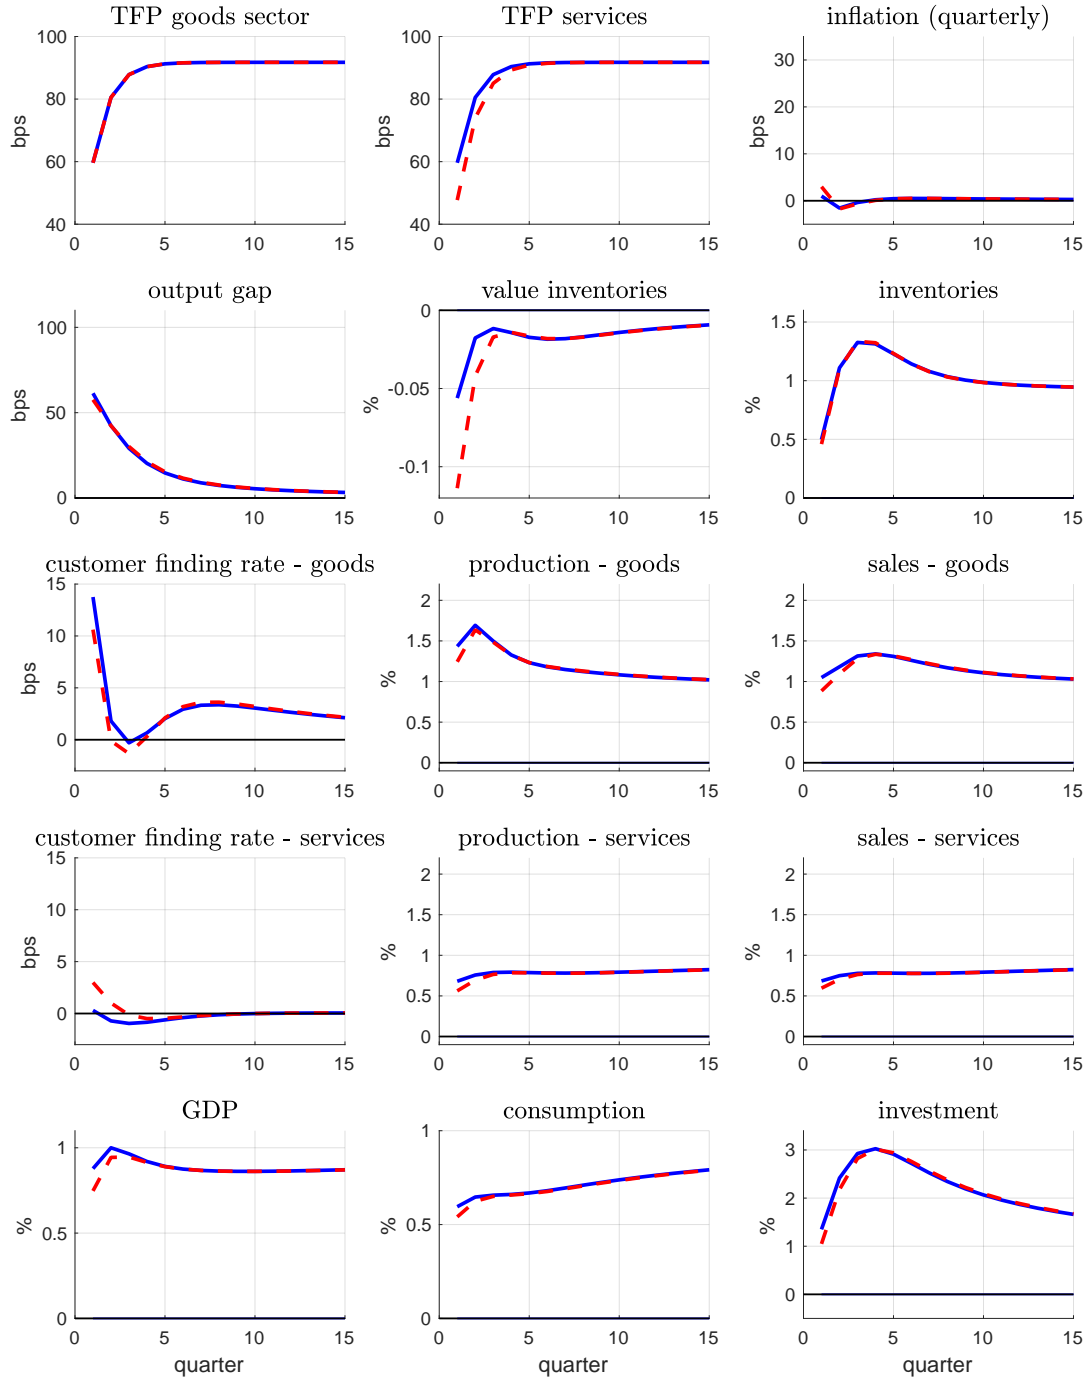 TFP goods sector
100
80
60
40
bps
0 5 10 15
TFP services
100
80
60
40
bps
0 5 10 15
inflation (quarterly)
30
20
10
0
bps
0 5 10 15
output gap
100
50
0
bps
0 5 10 15
value inventories
0
-0.05
-0.1
%
0 5 10 15
inventories
1.5
1
0.5
0
%
0 5 10 15
customer finding rate - goods
15
10
5
0
bps
0 5 10 15
production - goods
2
1.5
1
0.5
0
%
0 5 10 15
sales - goods
2
1.5
1
0.5
0
%
0 5 10 15
customer finding rate - services
15
10
5
0
bps
0 5 10 15
production - services
2
1.5
1
0.5
0
%
0 5 10 15
sales - services
2
1.5
1
0.5
0
%
0 5 10 15
GDP
1
0.5
0
%
0 5 10 15
quarter
consumption
1
0.5
0
%
0 5 10 15
quarter
investment
3
2
1
0
%
0 5 10 15
quarter